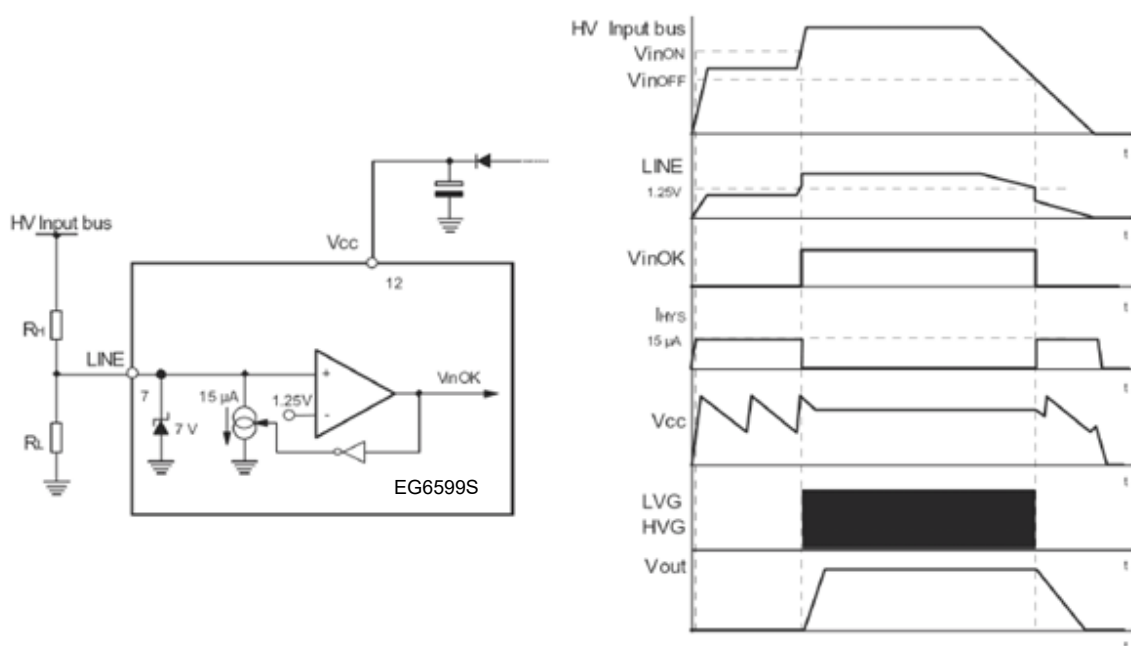 HV Input bus
RH
RL
LINE
7
7 V
15 µA
1.25V
+
-
VinOK
Vcc
12
EG6599S
HV Input bus
VinON
VinOFF
t
LINE
1.25V
t
VinOK
t
IHYS
15 µA
t
Vcc
t
LVG
HVG
t
Vout
t